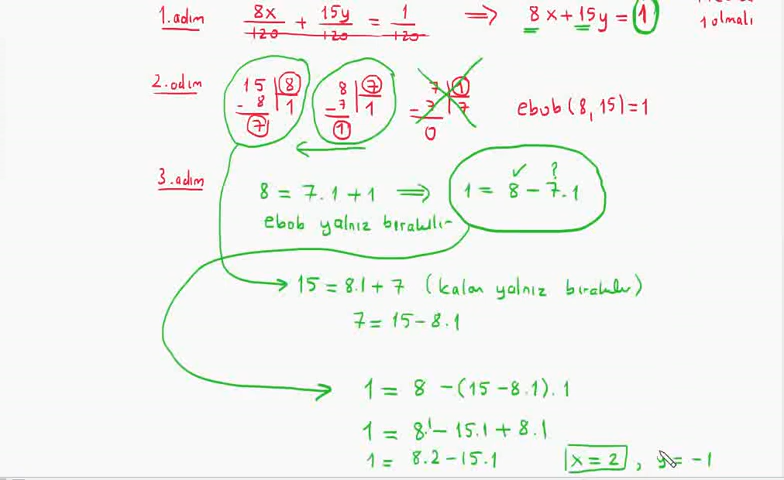 1.adım 8x/120 + 15y/120 = 1/120 ⇒ 8x + 15y = 1 1 olmalı
2.adım 15 | 8 8 | 7 7 | 1
- 8 | 1 - 7 | 1 - 7 | 7 ebob(8,15)=1
7 1 0
3.adım 8 = 7.1 + 1 ⇒ 1 = 8 - 7.1 ✓ ?
ebob yalnız bırakılır
15 = 8.1 + 7 (kalan yalnız bırakılır)
7 = 15 - 8.1
1 = 8 - (15 - 8.1).1
1 = 8.1 - 15.1 + 8.1
1 = 8.2 - 15.1 x = 2 , y = -1